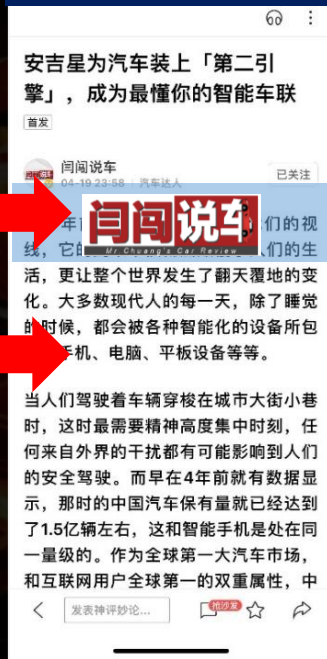 安吉星为汽车装上「第二引
擎」，成为最懂你的智能车联
首发
闫闯说车
04-19 23:58 汽车达人
已关注
闫闯说车
Mr Chuang's Car Review
年
们的视
线，它
人们的生
活，更让整个世界发生了翻天覆地的变
化。大多数现代人的每一天，除了睡觉
的时候，都会被各种智能化的设备所包
手机、电脑、平板设备等等。
当人们驾驶着车辆穿梭在城市大街小巷
时，这时最需要精神高度集中时刻，任
何来自外界的干扰都有可能影响到人们
的安全驾驶。而早在4年前就有数据显
示，那时的中国汽车保有量就已经达到
了1.5亿辆左右，这和智能手机是处在同
一量级的。作为全球第一大汽车市场，
和互联网用户全球第一的双重属性，中
发表神评妙论...
抢沙发